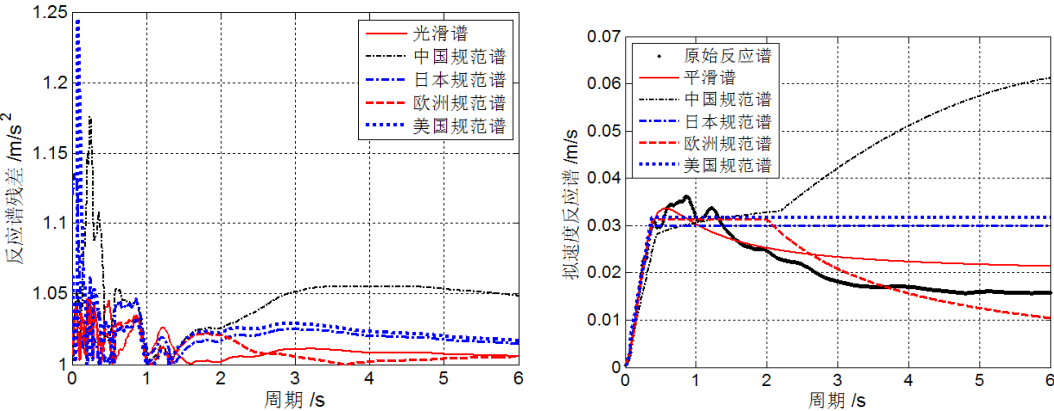 反应谱残差 /m/s²
1.25
1.2
1.15
1.1
1.05
1
光滑谱
中国规范谱
日本规范谱
欧洲规范谱
美国规范谱
0 1 2 3 4 5 6
周期 /s
拟速度反应谱 /m/s
0.07
0.06
0.05
0.04
0.03
0.02
0.01
0
原始反应谱
平滑谱
中国规范谱
日本规范谱
欧洲规范谱
美国规范谱
0 1 2 3 4 5 6
周期 /s